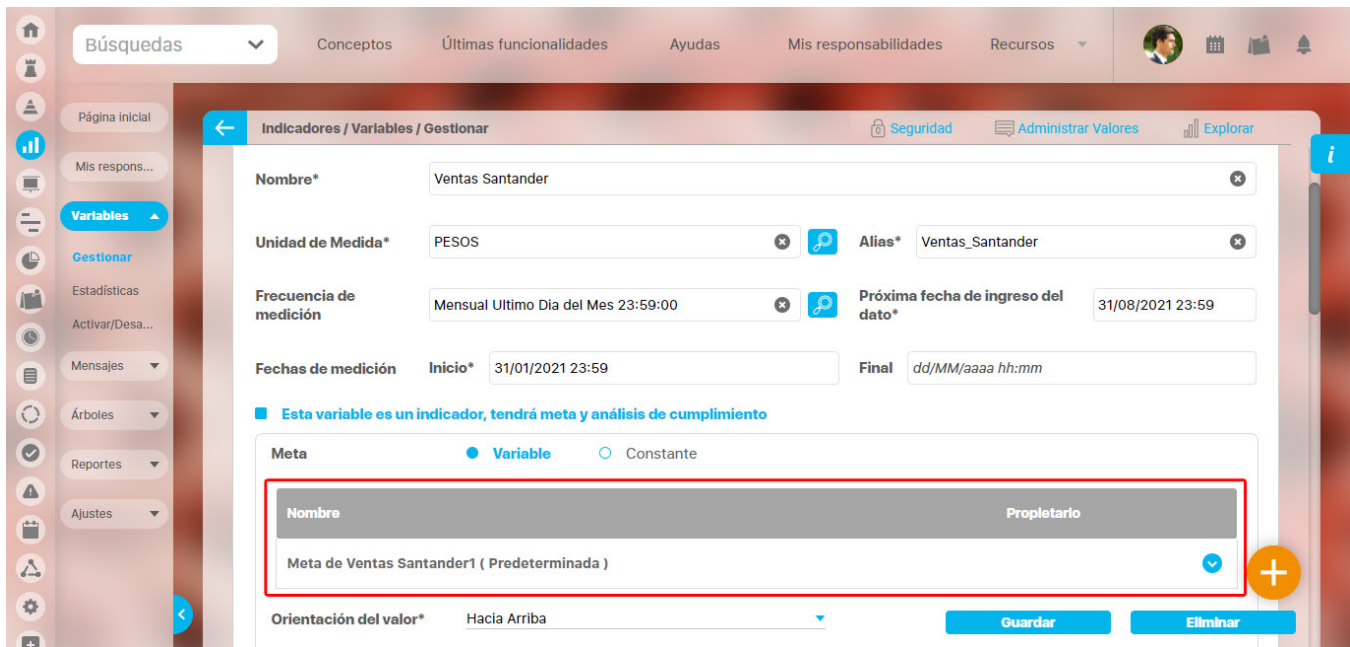 Búsquedas
Conceptos
Últimas funcionalidades
Ayudas
Mis responsabilidades
Recursos
Página inicial
Mis respons...
Variables
Gestionar
Estadísticas
Activar/Desa...
Mensajes
Árboles
Reportes
Ajustes
Indicadores / Variables / Gestionar
Seguridad
Administrar Valores
Explorar
i
Nombre*
Ventas Santander
Unidad de Medida*
PESOS
Alias*
Ventas_Santander
Frecuencia de
medición
Mensual Ultimo Dia del Mes 23:59:00
Próxima fecha de ingreso del
dato*
31/08/2021 23:59
Fechas de medición
Inicio*
31/01/2021 23:59
Final
dd/MM/aaaa hh:mm
Esta variable es un indicador, tendrá meta y análisis de cumplimiento
Meta
Variable
Constante
Nombre
Propietario
Meta de Ventas Santander1 ( Predeterminada )
Orientación del valor*
Hacia Arriba
Guardar
Eliminar